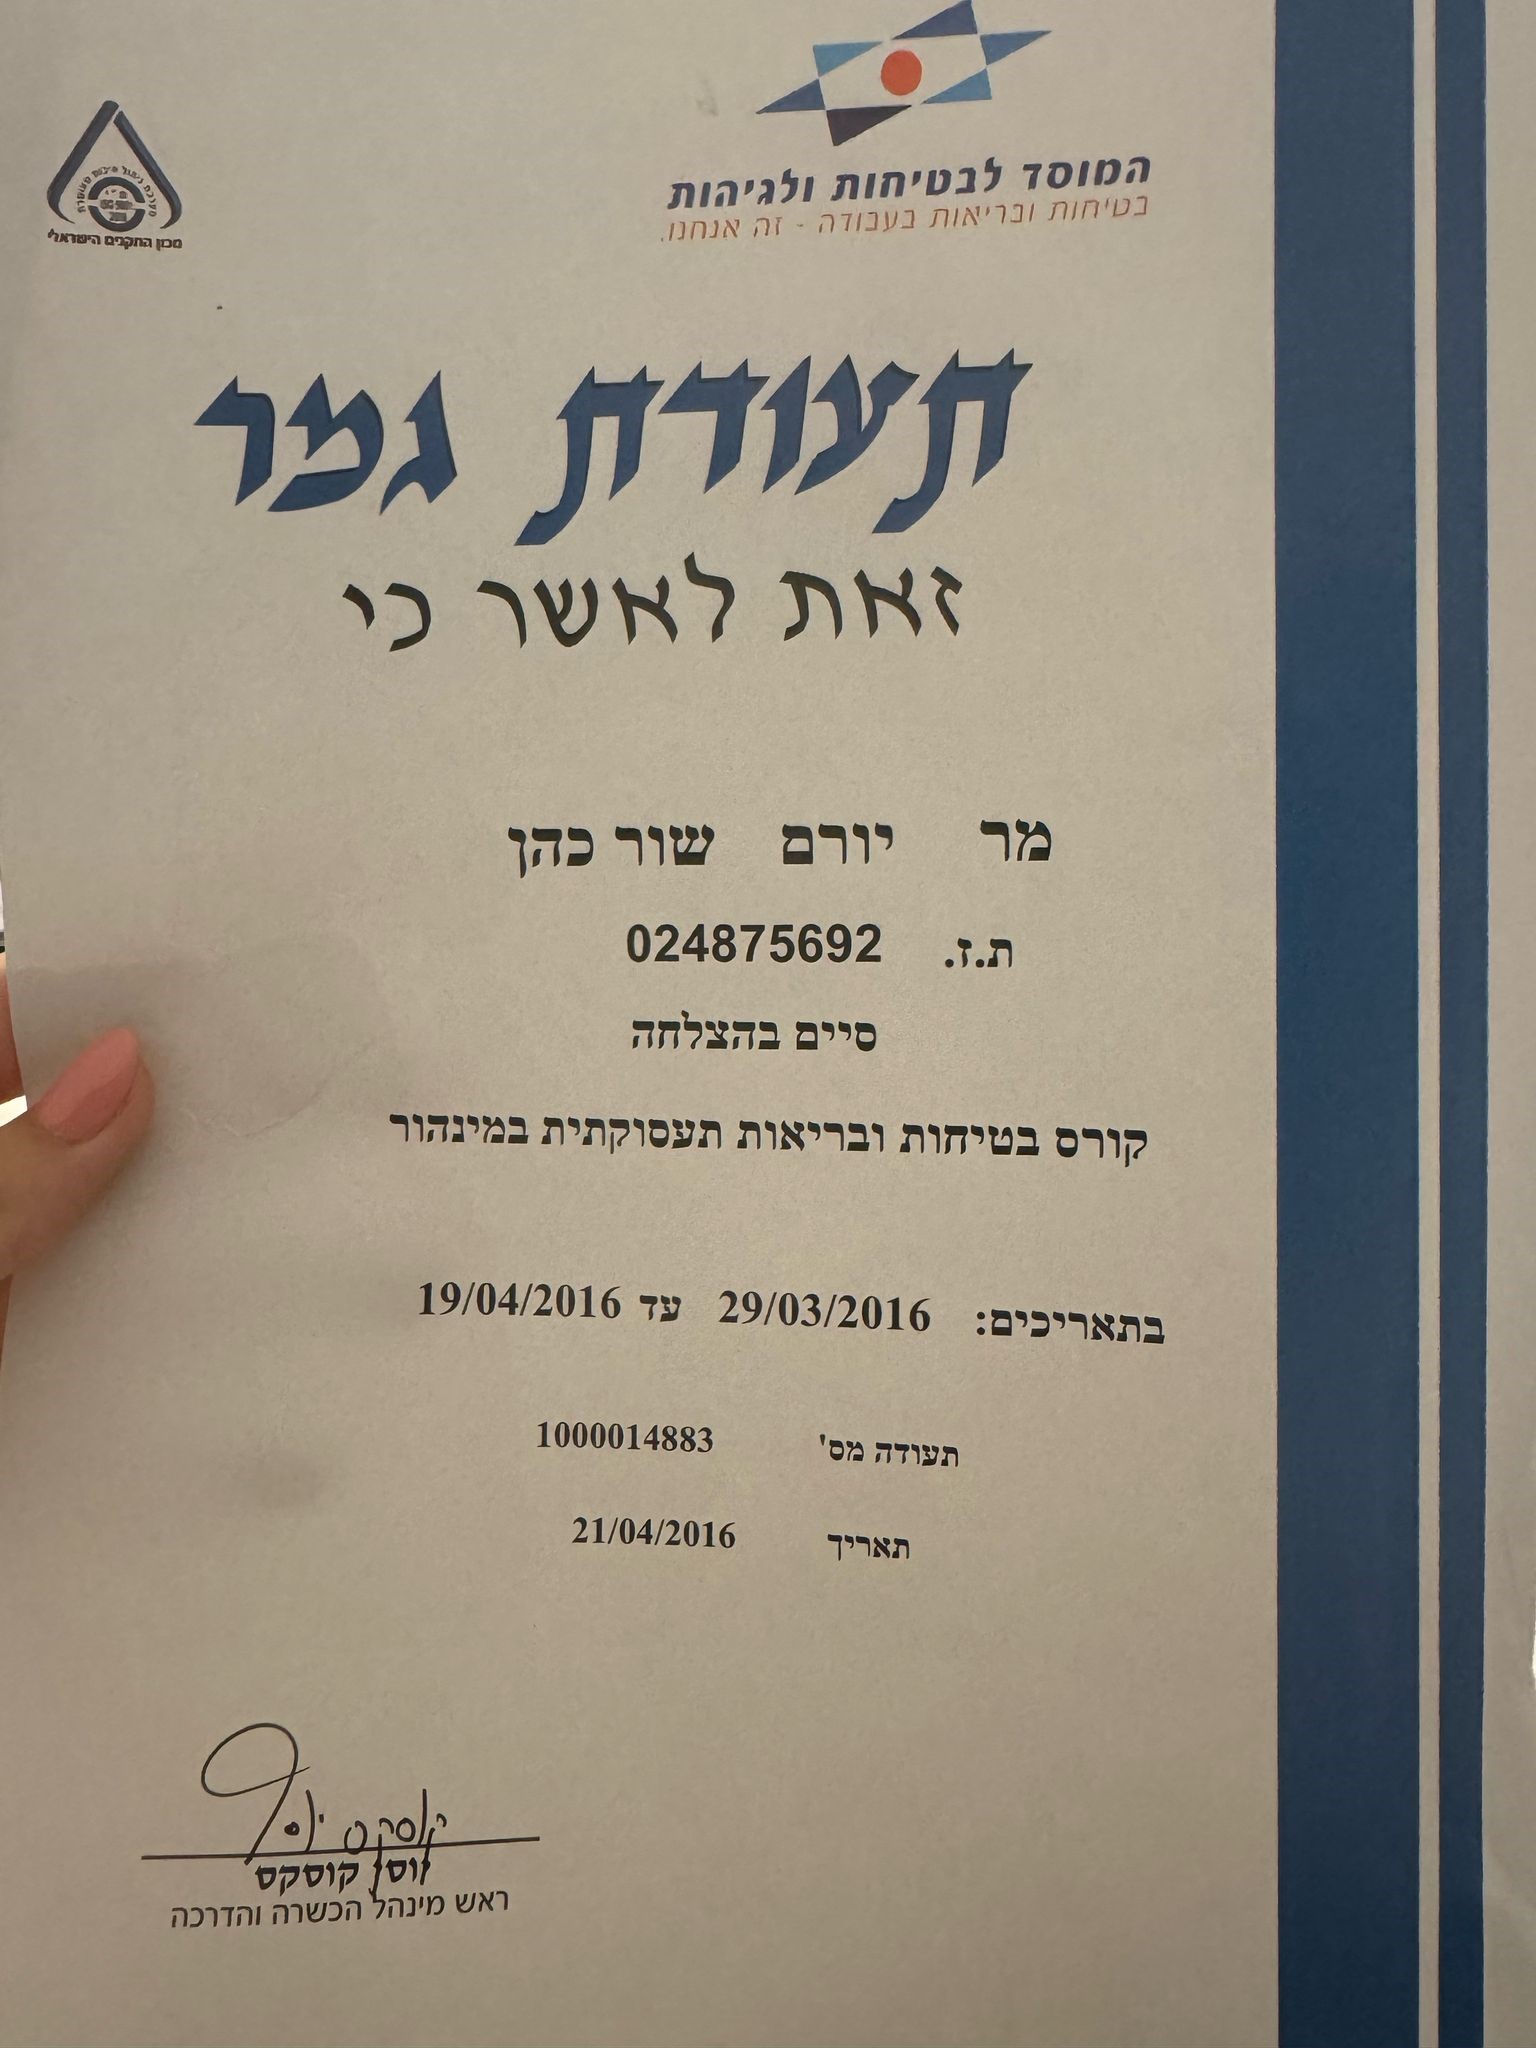 המוסד לבטיחות ולגיהות
בטיחות ובריאות בעבודה - זה אנחנו.
מכון התקנים הישראלי
תעודת גמר
זאת לאשר כי
מר יורם שור כהן
ת.ז. 024875692
סיים בהצלחה
קורס בטיחות ובריאות תעסוקתית במינהור
בתאריכים: 29/03/2016 עד 19/04/2016
תעודה מס' 1000014883
תאריך 21/04/2016
קוסקס
ראש מינהל הכשרה והדרכה